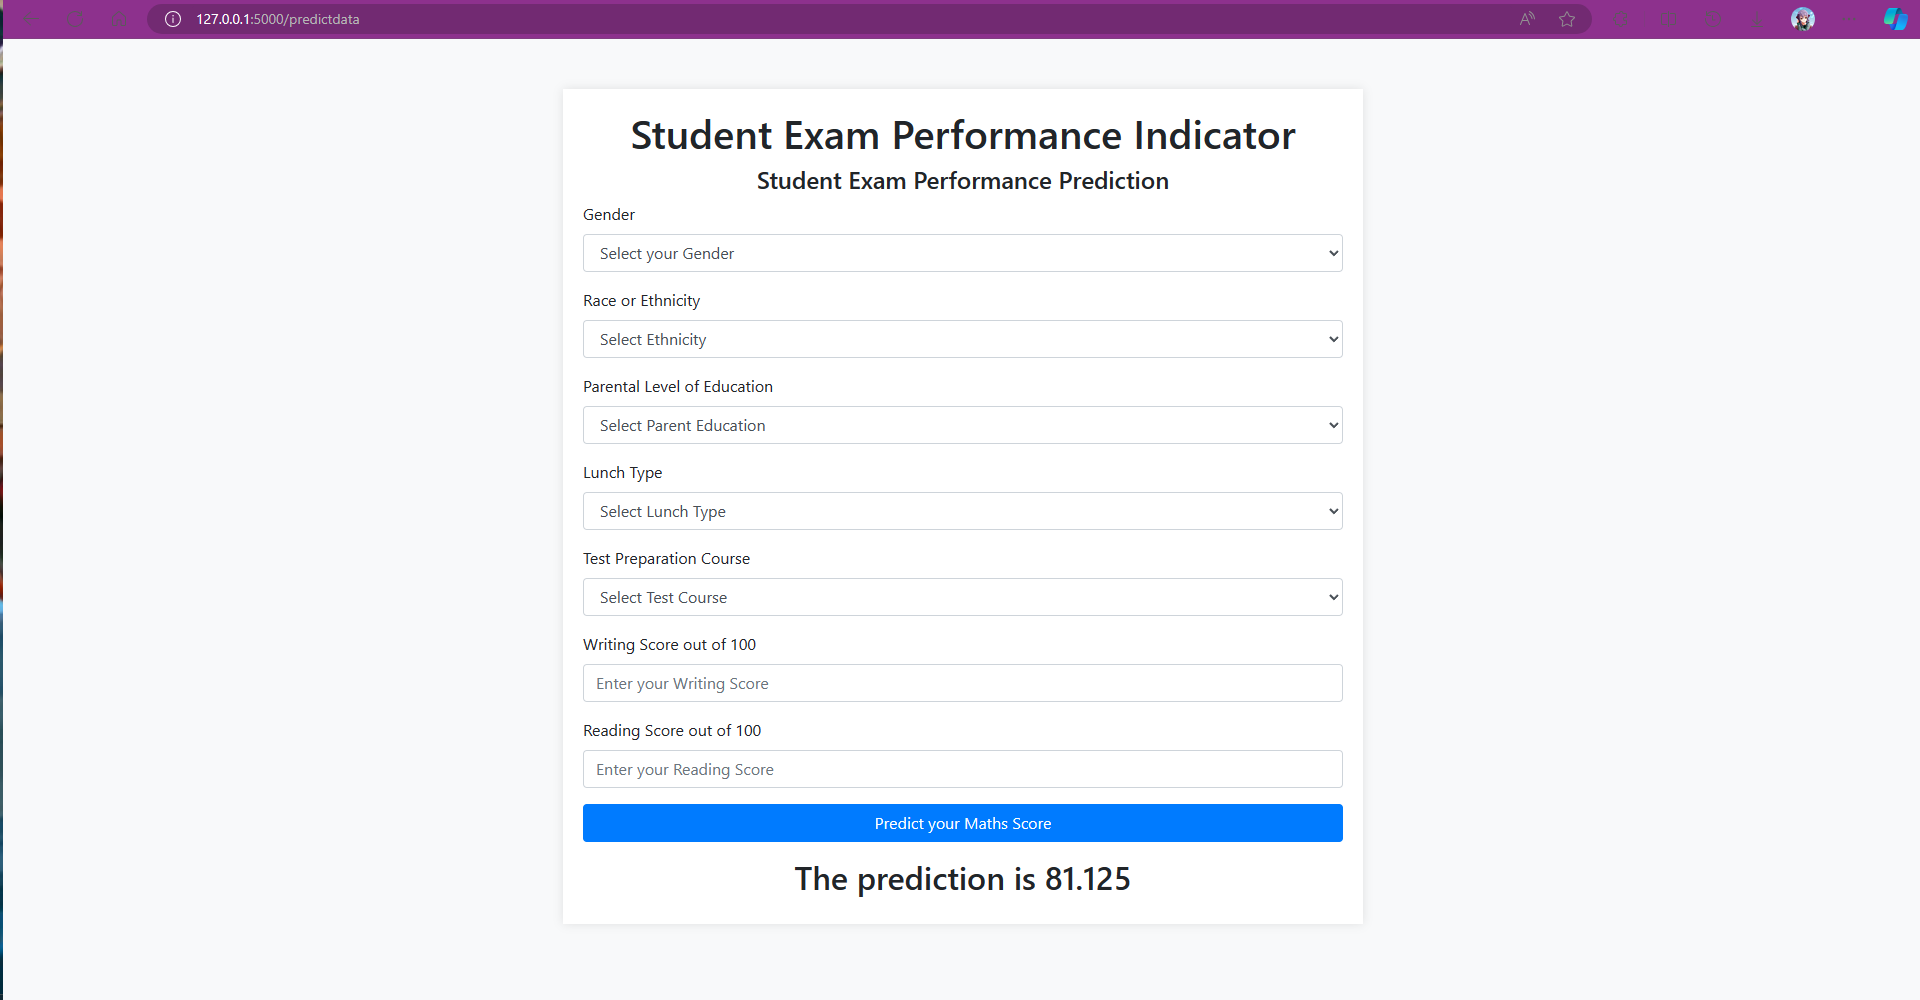 127.0.0.1:5000/predictdata
Student Exam Performance Indicator
Student Exam Performance Prediction
Gender
Select your Gender
Race or Ethnicity
Select Ethnicity
Parental Level of Education
Select Parent Education
Lunch Type
Select Lunch Type
Test Preparation Course
Select Test Course
Writing Score out of 100
Enter your Writing Score
Reading Score out of 100
Enter your Reading Score
Predict your Maths Score
The prediction is 81.125